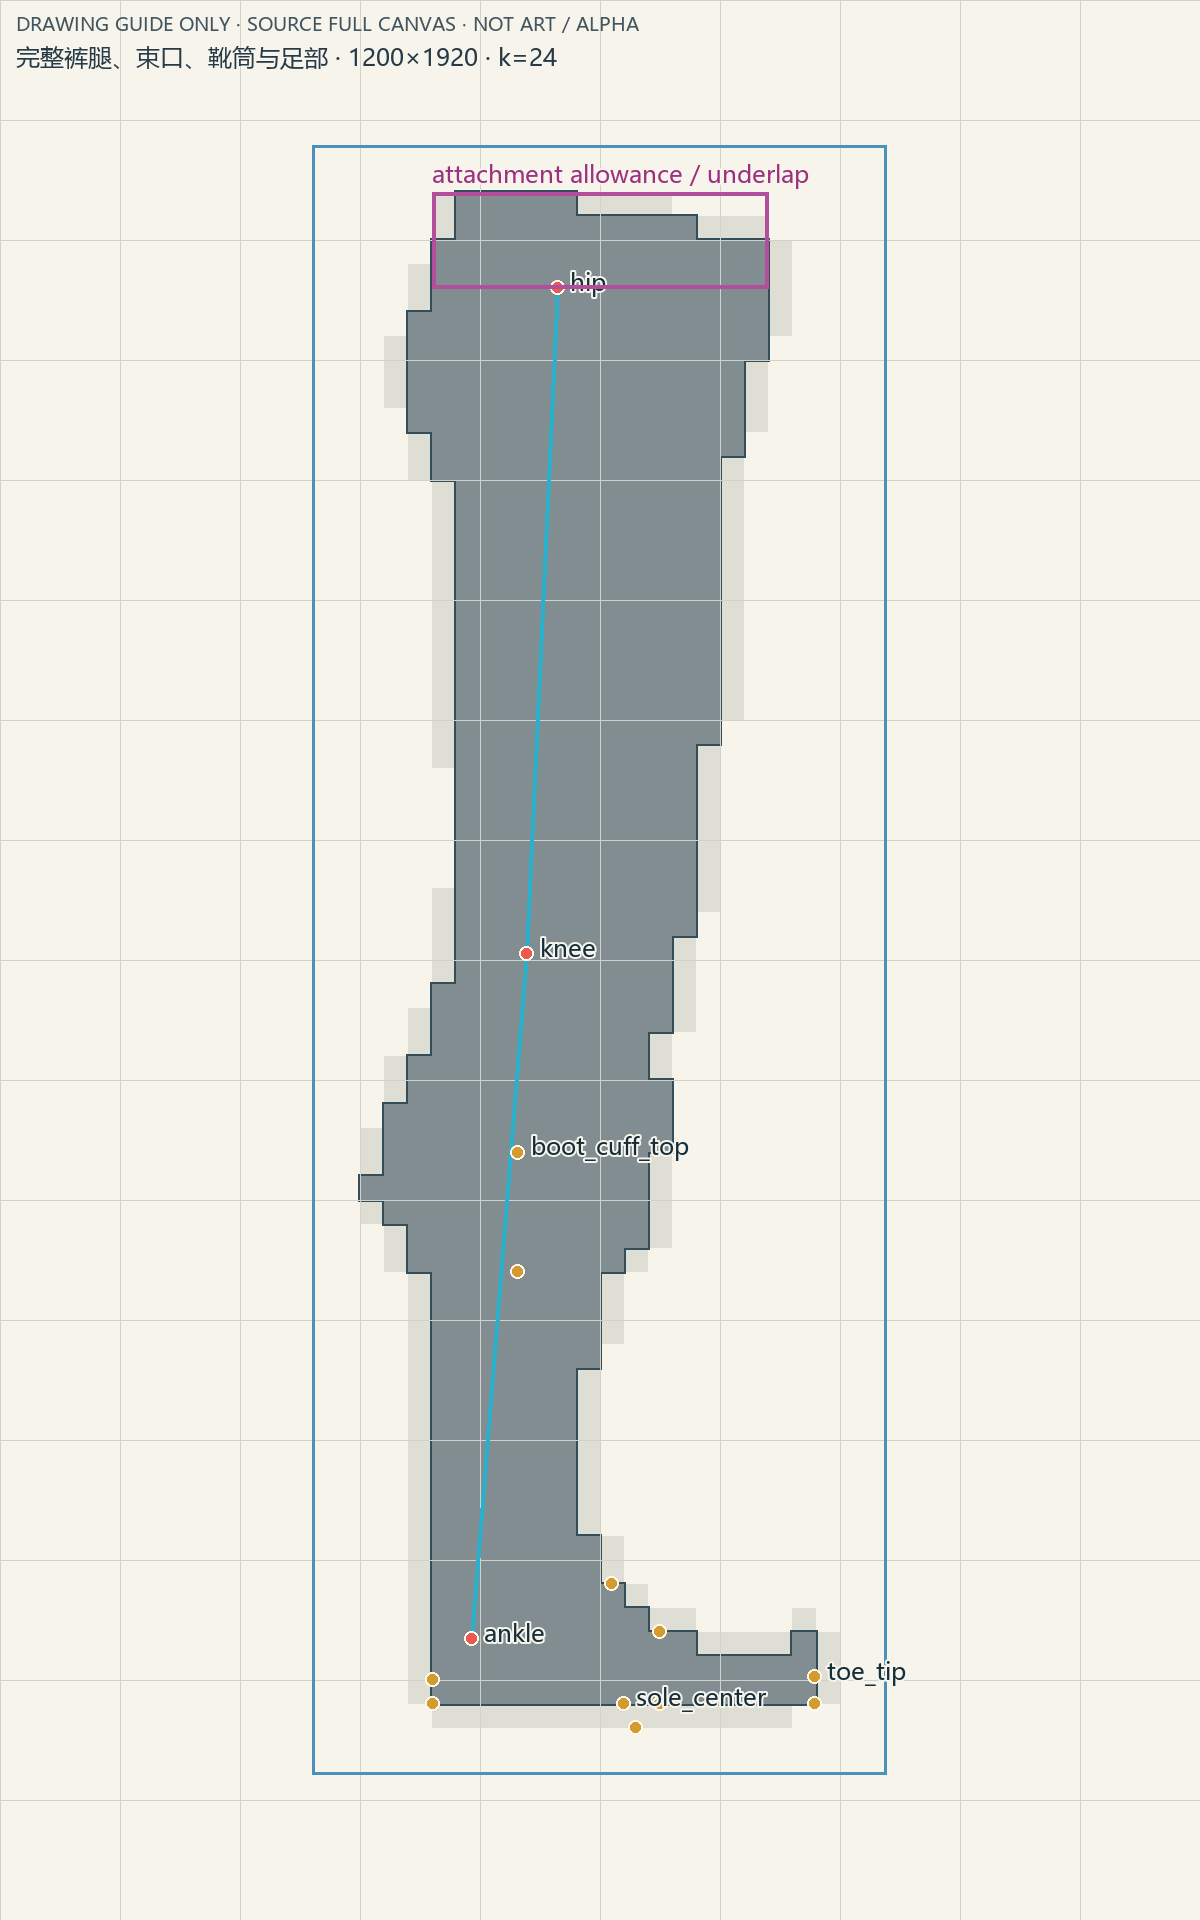 DRAWING GUIDE ONLY · SOURCE FULL CANVAS · NOT ART / ALPHA
完整裤腿、束口、靴筒与足部 · 1200×1920 · k=24
attachment allowance / underlap
hip
knee
boot_cuff_top
ankle
toe_tip
sole_center